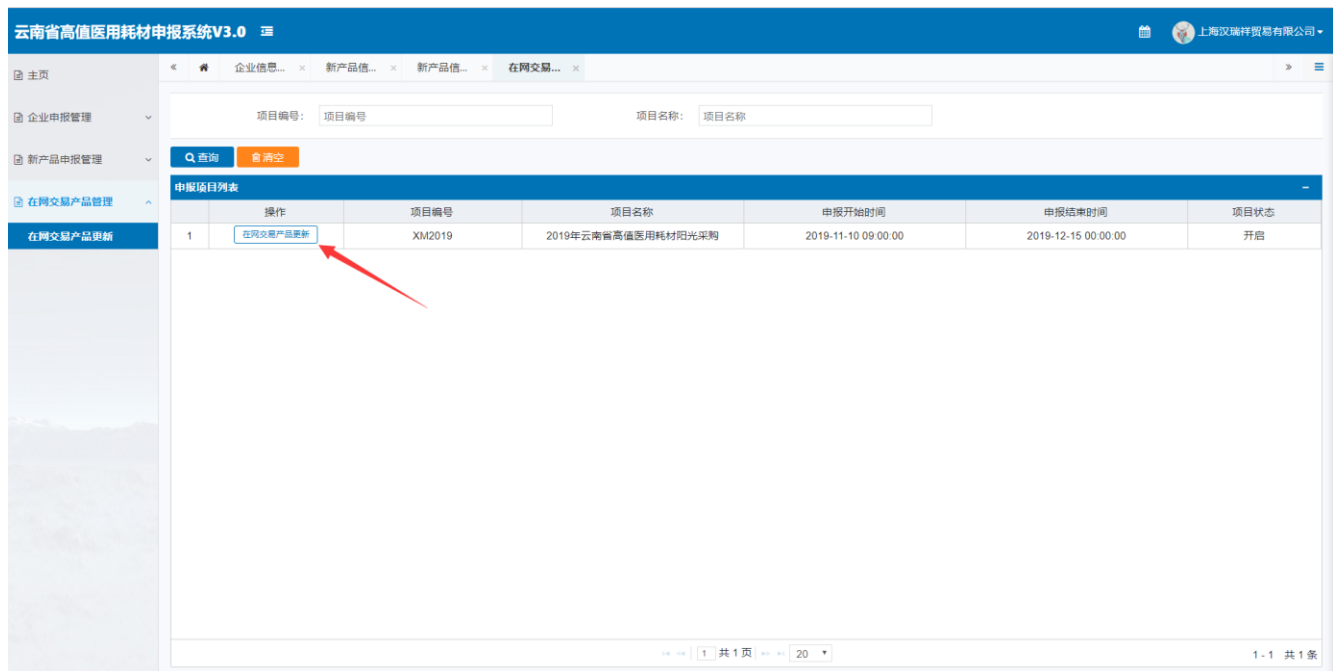 云南省高值医用耗材申报系统V3.0
上海汉瑞祥贸易有限公司
主页
企业申报管理
新产品申报管理
在网交易产品管理
在网交易产品更新
企业信息... × 新产品信... × 新产品信... × 在网交易... ×
项目编号： 项目编号 项目名称： 项目名称
查询 清空
申报项目列表
操作 项目编号 项目名称 申报开始时间 申报结束时间 项目状态
1 在网交易产品更新 XM2019 2019年云南省高值医用耗材阳光采购 2019-11-10 09:00:00 2019-12-15 00:00:00 开启
1 共 1 页 20 1 - 1 共 1 条